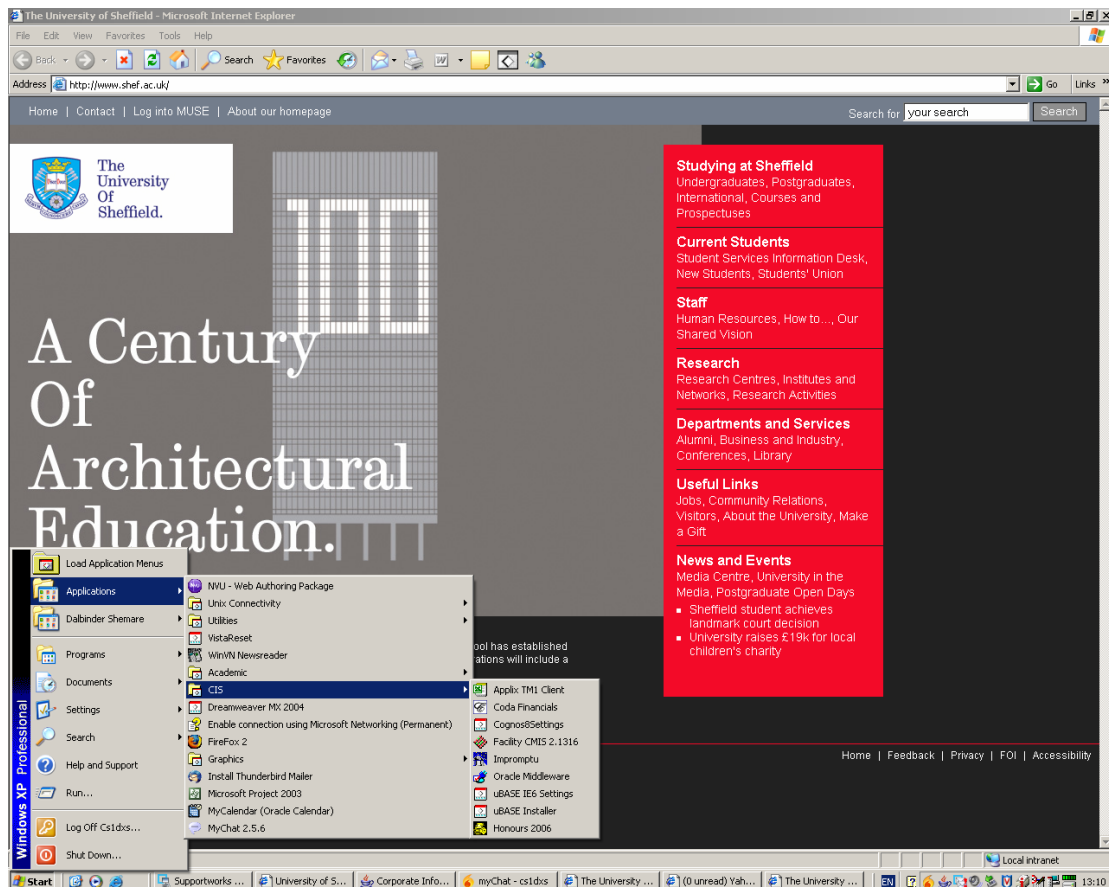 The University of Sheffield - Microsoft Internet Explorer
File Edit View Favorites Tools Help
Back Search Favorites
Address http://www.shef.ac.uk/ Go Links
Home | Contact | Log into MUSE | About our homepage
Search for your search Search
The
University
Of
Sheffield.
100
A Century
Of
Architectural
Education.
Studying at Sheffield
Undergraduates, Postgraduates,
International, Courses and
Prospectuses
Current Students
Student Services Information Desk,
New Students, Students' Union
Staff
Human Resources, How to..., Our
Shared Vision
Research
Research Centres, Institutes and
Networks, Research Activities
Departments and Services
Alumni, Business and Industry,
Conferences, Library
Useful Links
Jobs, Community Relations,
Visitors, About the University, Make
a Gift
News and Events
Media Centre, University in the
Media, Postgraduate Open Days
Sheffield student achieves
landmark court decision
University raises £19k for local
children's charity
ool has established
ations will include a
Home | Feedback | Privacy | FOI | Accessibility
Windows XP Professional
Load Application Menus
Applications
Dalbinder Shemare
Programs
Documents
Settings
Search
Help and Support
Run...
Log Off Cs1dxs...
Shut Down...
NVU - Web Authoring Package
Unix Connectivity
Utilities
VistaReset
WinVN Newsreader
Academic
CIS
Dreamweaver MX 2004
Enable connection using Microsoft Networking (Permanent)
FireFox 2
Graphics
Install Thunderbird Mailer
Microsoft Project 2003
MyCalendar (Oracle Calendar)
MyChat 2.5.6
Applix TM1 Client
Coda Financials
Cognos8Settings
Facility CMIS 2.1316
Impromptu
Oracle Middleware
uBASE IE6 Settings
uBASE Installer
Honours 2006
Local intranet
Start Supportworks ... University of S... Corporate Info... myChat - cs1dxs The University ... (0 unread) Yah... The University ... EN 13:10